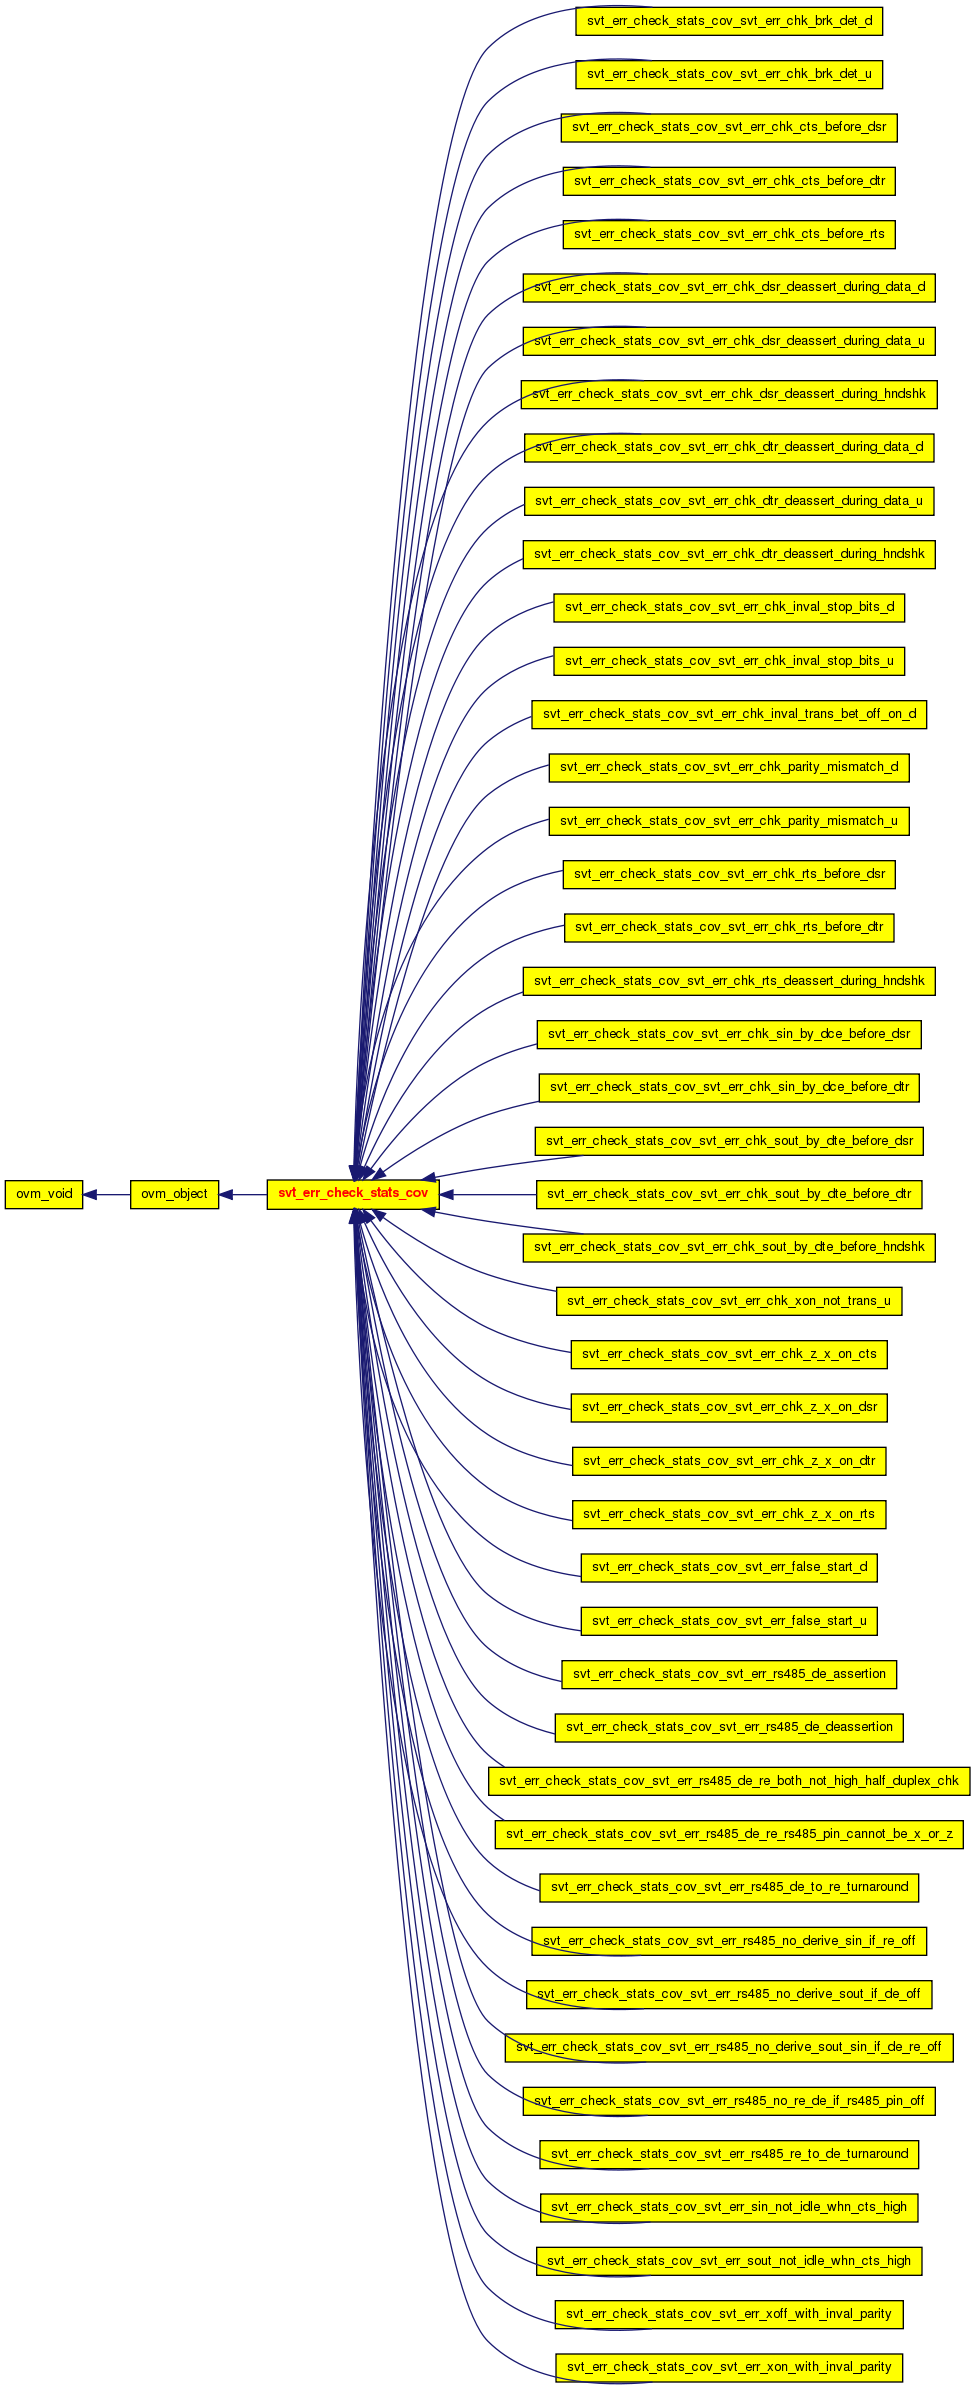 svt_err_check_stats_cov_svt_err_chk_brk_det_d
svt_err_check_stats_cov_svt_err_chk_brk_det_u
svt_err_check_stats_cov_svt_err_chk_cts_before_dsr
svt_err_check_stats_cov_svt_err_chk_cts_before_dtr
svt_err_check_stats_cov_svt_err_chk_cts_before_rts
svt_err_check_stats_cov_svt_err_chk_dsr_deassert_during_data_d
svt_err_check_stats_cov_svt_err_chk_dsr_deassert_during_data_u
svt_err_check_stats_cov_svt_err_chk_dsr_deassert_during_hndshk
svt_err_check_stats_cov_svt_err_chk_dtr_deassert_during_data_d
svt_err_check_stats_cov_svt_err_chk_dtr_deassert_during_data_u
svt_err_check_stats_cov_svt_err_chk_dtr_deassert_during_hndshk
svt_err_check_stats_cov_svt_err_chk_inval_stop_bits_d
svt_err_check_stats_cov_svt_err_chk_inval_stop_bits_u
svt_err_check_stats_cov_svt_err_chk_inval_trans_bet_off_on_d
svt_err_check_stats_cov_svt_err_chk_parity_mismatch_d
svt_err_check_stats_cov_svt_err_chk_parity_mismatch_u
svt_err_check_stats_cov_svt_err_chk_rts_before_dsr
svt_err_check_stats_cov_svt_err_chk_rts_before_dtr
svt_err_check_stats_cov_svt_err_chk_rts_deassert_during_hndshk
svt_err_check_stats_cov_svt_err_chk_sin_by_dce_before_dsr
svt_err_check_stats_cov_svt_err_chk_sin_by_dce_before_dtr
svt_err_check_stats_cov_svt_err_chk_sout_by_dte_before_dsr
ovm_void
ovm_object
svt_err_check_stats_cov
svt_err_check_stats_cov_svt_err_chk_sout_by_dte_before_dtr
svt_err_check_stats_cov_svt_err_chk_sout_by_dte_before_hndshk
svt_err_check_stats_cov_svt_err_chk_xon_not_trans_u
svt_err_check_stats_cov_svt_err_chk_z_x_on_cts
svt_err_check_stats_cov_svt_err_chk_z_x_on_dsr
svt_err_check_stats_cov_svt_err_chk_z_x_on_dtr
svt_err_check_stats_cov_svt_err_chk_z_x_on_rts
svt_err_check_stats_cov_svt_err_false_start_d
svt_err_check_stats_cov_svt_err_false_start_u
svt_err_check_stats_cov_svt_err_rs485_de_assertion
svt_err_check_stats_cov_svt_err_rs485_de_deassertion
svt_err_check_stats_cov_svt_err_rs485_de_re_both_not_high_half_duplex_chk
svt_err_check_stats_cov_svt_err_rs485_de_re_rs485_pin_cannot_be_x_or_z
svt_err_check_stats_cov_svt_err_rs485_de_to_re_turnaround
svt_err_check_stats_cov_svt_err_rs485_no_derive_sin_if_re_off
svt_err_check_stats_cov_svt_err_rs485_no_derive_sout_if_de_off
svt_err_check_stats_cov_svt_err_rs485_no_derive_sout_sin_if_de_re_off
svt_err_check_stats_cov_svt_err_rs485_no_re_de_if_rs485_pin_off
svt_err_check_stats_cov_svt_err_rs485_re_to_de_turnaround
svt_err_check_stats_cov_svt_err_sin_not_idle_whn_cts_high
svt_err_check_stats_cov_svt_err_sout_not_idle_whn_cts_high
svt_err_check_stats_cov_svt_err_xoff_with_inval_parity
svt_err_check_stats_cov_svt_err_xon_with_inval_parity